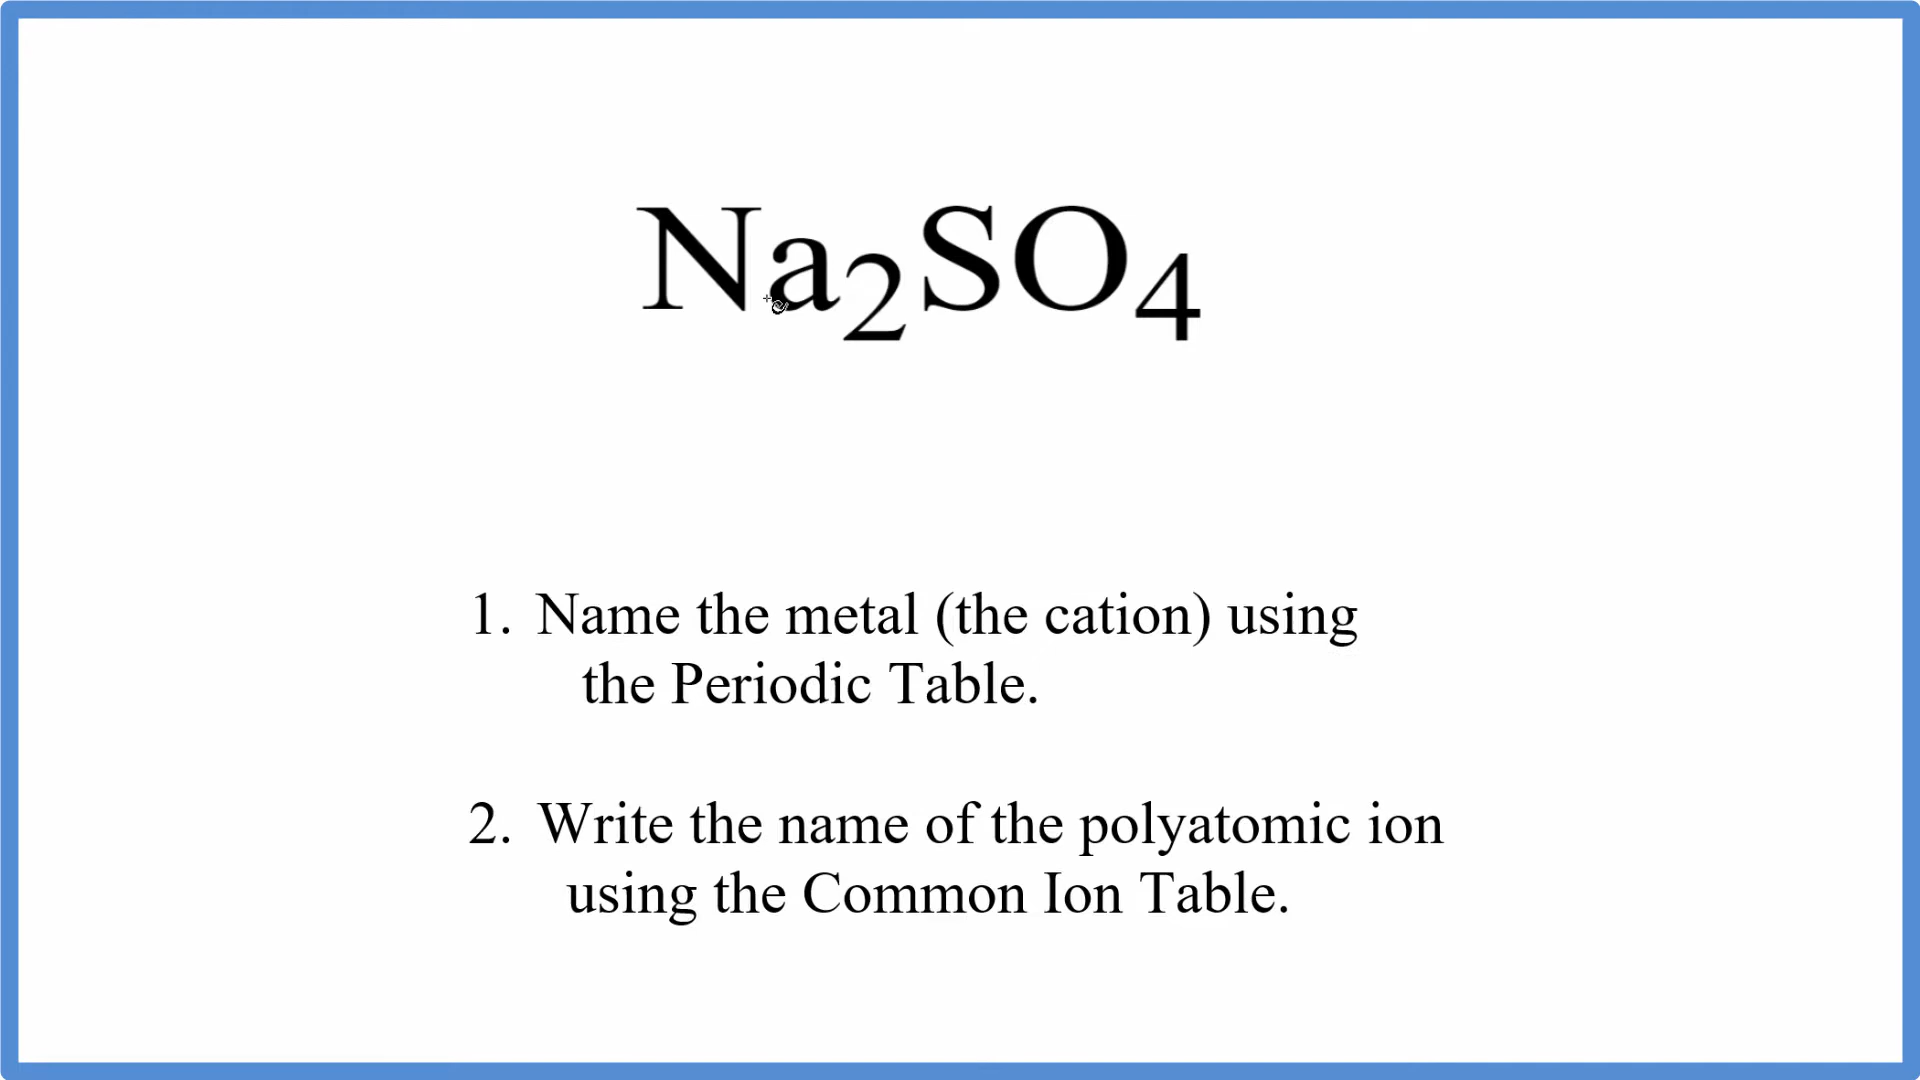 Na₂SO₄
1. Name the metal (the cation) using
the Periodic Table.
2. Write the name of the polyatomic ion
using the Common Ion Table.